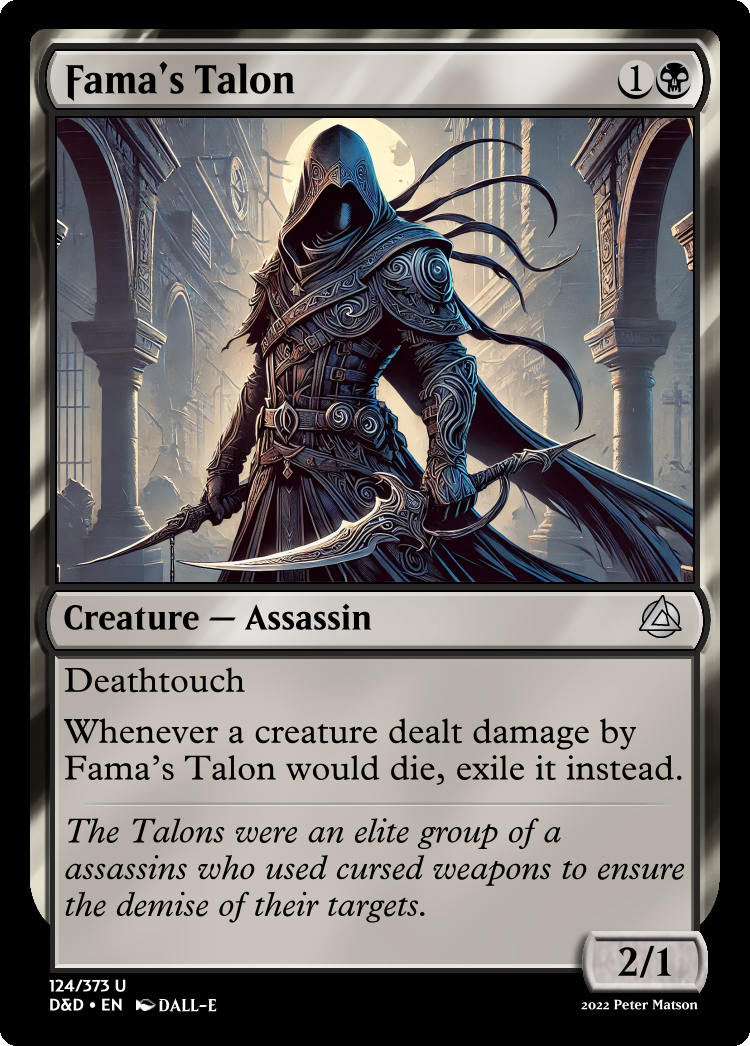 Fama's Talon
1
Creature — Assassin
Deathtouch
Whenever a creature dealt damage by
Fama's Talon would die, exile it instead.
The Talons were an elite group of a
assassins who used cursed weapons to ensure
the demise of their targets.
2/1
124/373 U
D&D • EN DALL-E
2022 Peter Matson